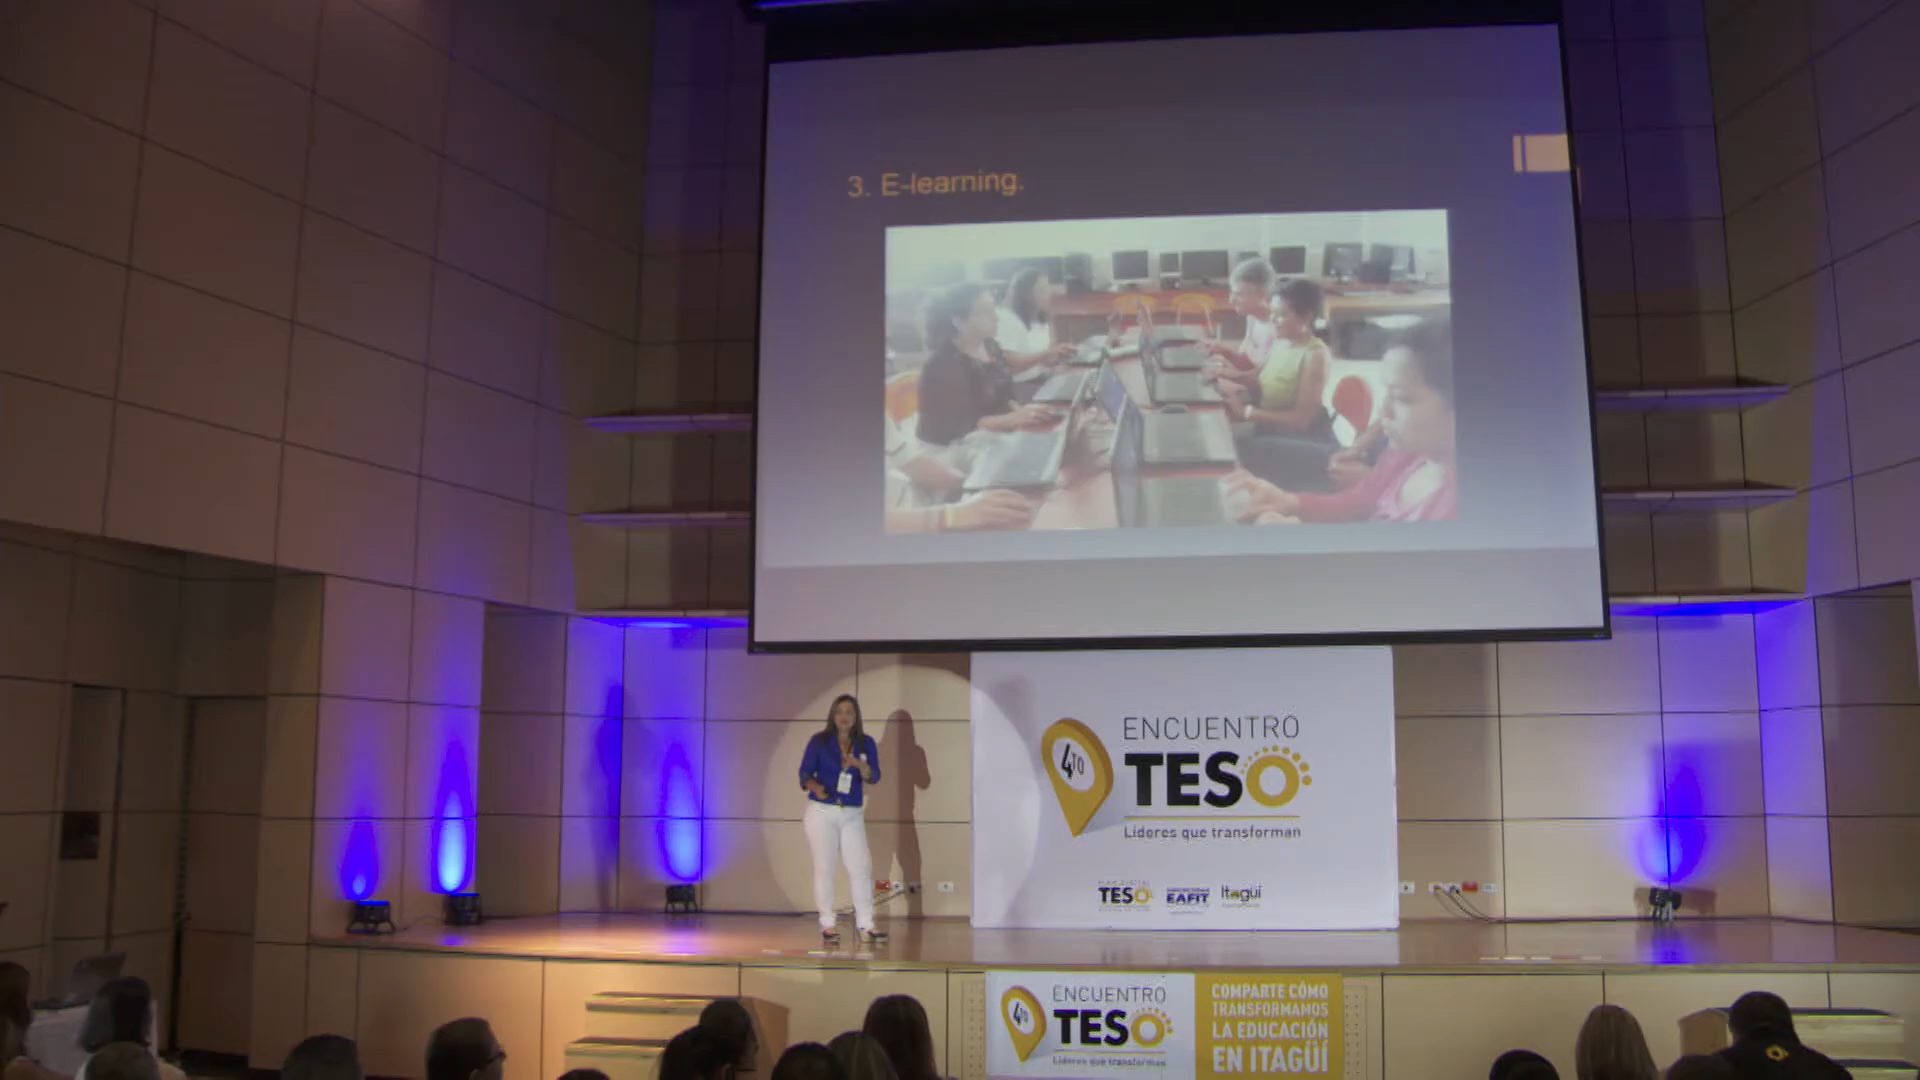 3. E-learning.
4TO
ENCUENTRO
TESO
Líderes que transforman
TESO
EAFIT
Itagüí
4TO
ENCUENTRO
TESO
Líderes que transforman
COMPARTE CÓMO
TRANSFORMAMOS
LA EDUCACIÓN
EN ITAGÜÍ